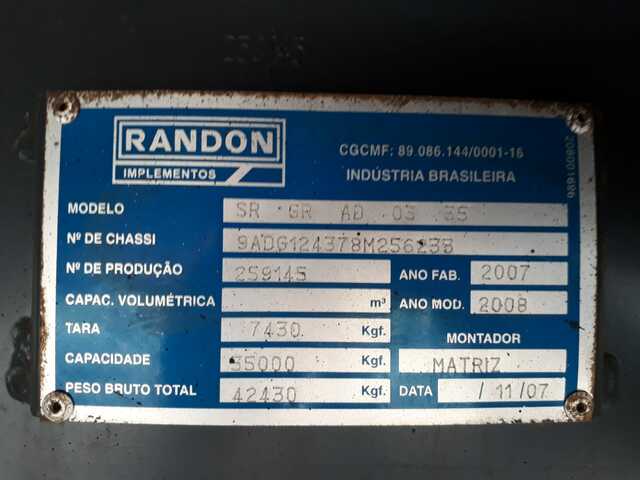 RANDON
IMPLEMENTOS
CGCMF: 89.086.144/0001-16
INDÚSTRIA BRASILEIRA
MODELO SR GR AD 03 35
Nº DE CHASSI 9ADG124378M256238
Nº DE PRODUÇÃO 259145 ANO FAB. 2007
CAPAC. VOLUMÉTRICA m³ ANO MOD. 2008
TARA 7430 Kgf. MONTADOR
CAPACIDADE 35000 Kgf. MATRIZ
PESO BRUTO TOTAL 42430 Kgf. DATA / 11/07